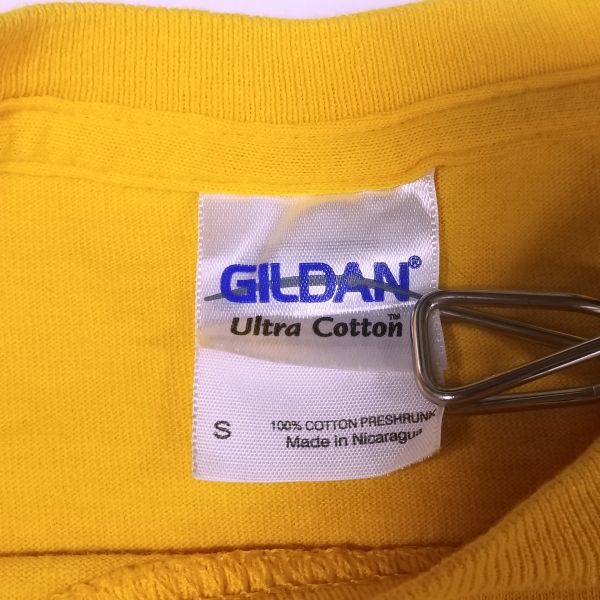 GILDAN®
Ultra Cotton™
S
100% COTTON PRESHRUNK
Made in Nicaragua